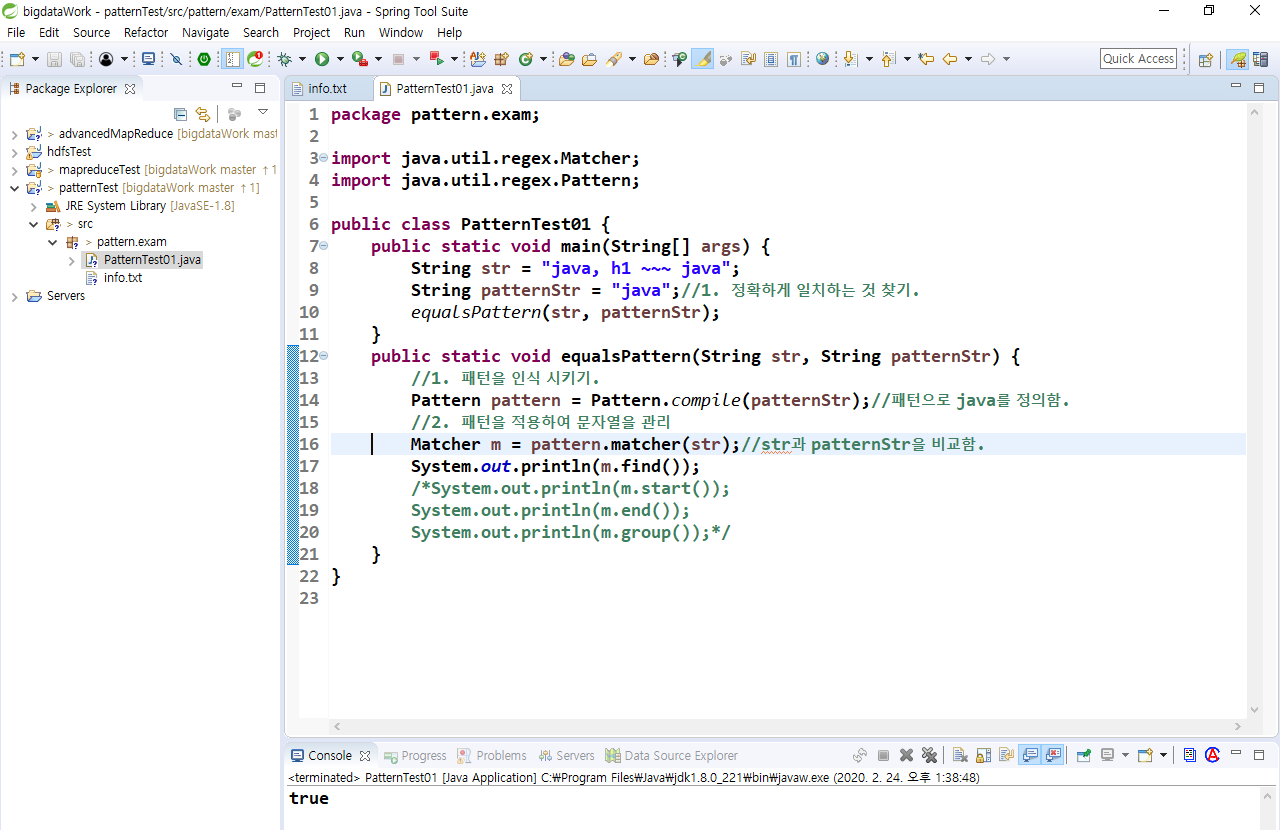 bigdataWork - patternTest/src/pattern/exam/PatternTest01.java - Spring Tool Suite
File Edit Source Refactor Navigate Search Project Run Window Help
Quick Access
Package Explorer
info.txt
PatternTest01.java
> advancedMapReduce [bigdataWork mast
hdfsTest
> mapreduceTest [bigdataWork master ↑1
> patternTest [bigdataWork master ↑1]
JRE System Library [JavaSE-1.8]
> src
> pattern.exam
PatternTest01.java
info.txt
Servers
1 package pattern.exam;
2
3 import java.util.regex.Matcher;
4 import java.util.regex.Pattern;
5
6 public class PatternTest01 {
7 public static void main(String[] args) {
8 String str = "java, h1 ~~~ java";
9 String patternStr = "java";//1. 정확하게 일치하는 것 찾기.
10 equalsPattern(str, patternStr);
11 }
12 public static void equalsPattern(String str, String patternStr) {
13 //1. 패턴을 인식 시키기.
14 Pattern pattern = Pattern.compile(patternStr);//패턴으로 java를 정의함.
15 //2. 패턴을 적용하여 문자열을 관리
16 Matcher m = pattern.matcher(str);//str과 patternStr을 비교함.
17 System.out.println(m.find());
18 /*System.out.println(m.start());
19 System.out.println(m.end());
20 System.out.println(m.group());*/
21 }
22 }
23
Console Progress Problems Servers Data Source Explorer
<terminated> PatternTest01 [Java Application] C:₩Program Files₩Java₩jdk1.8.0_221₩bin₩javaw.exe (2020. 2. 24. 오후 1:38:48)
true